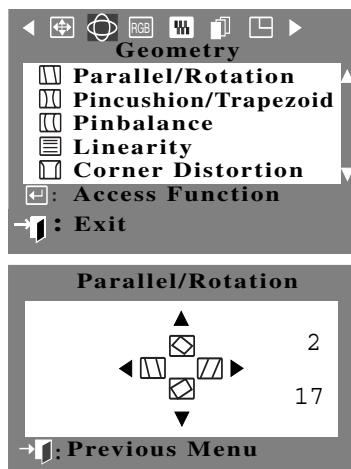 RGB
Geometry
Parallel/Rotation
Pincushion/Trapezoid
Pinbalance
Linearity
Corner Distortion
: Access Function
: Exit
Parallel/Rotation
2
17
: Previous Menu